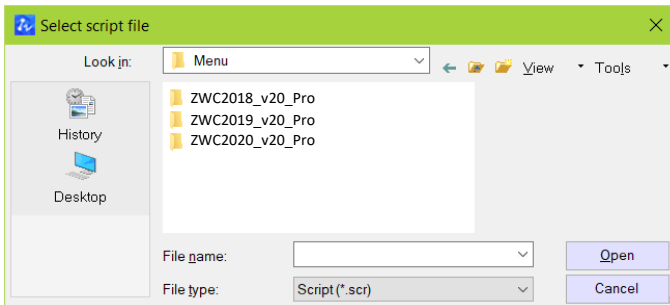 Select script file
Look in:
Menu
View
Tools
History
Desktop
ZWC2018_v20_Pro
ZWC2019_v20_Pro
ZWC2020_v20_Pro
File name:
Open
File type:
Script (*.scr)
Cancel